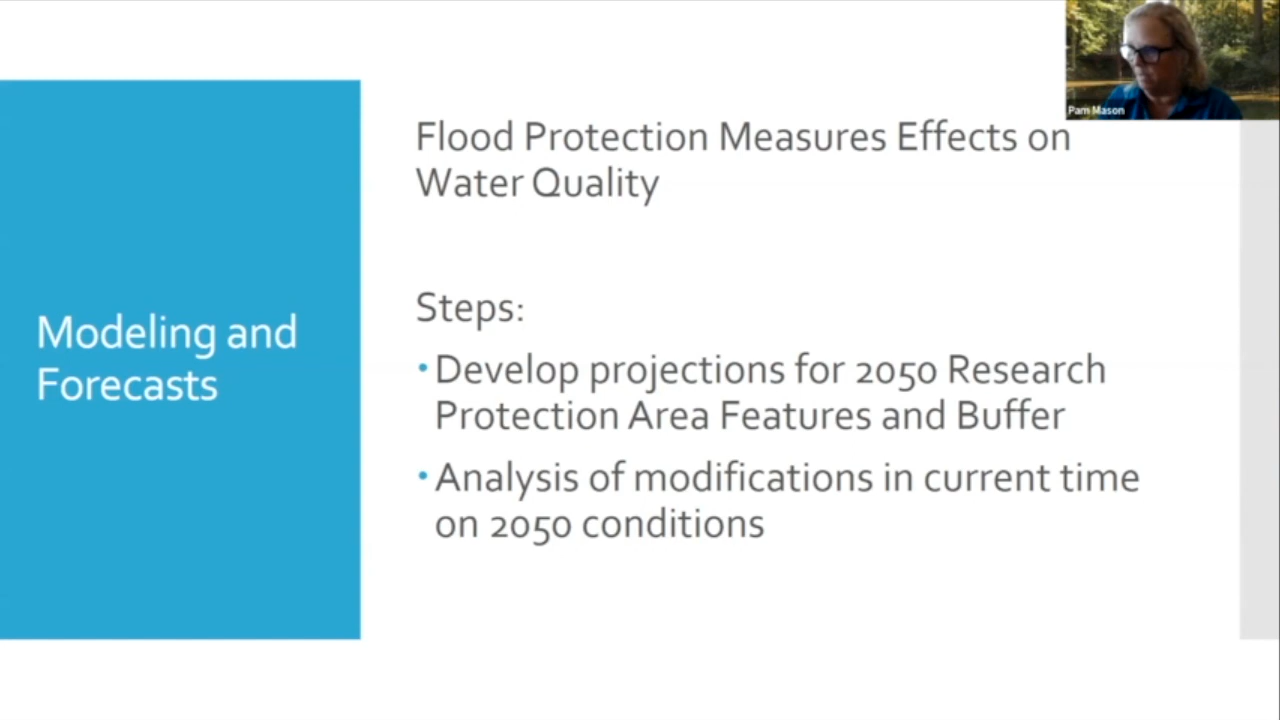 Pam Mason
Flood Protection Measures Effects on
Water Quality
Modeling and
Forecasts
Steps:
•Develop projections for 2050 Research
Protection Area Features and Buffer
•Analysis of modifications in current time
on 2050 conditions